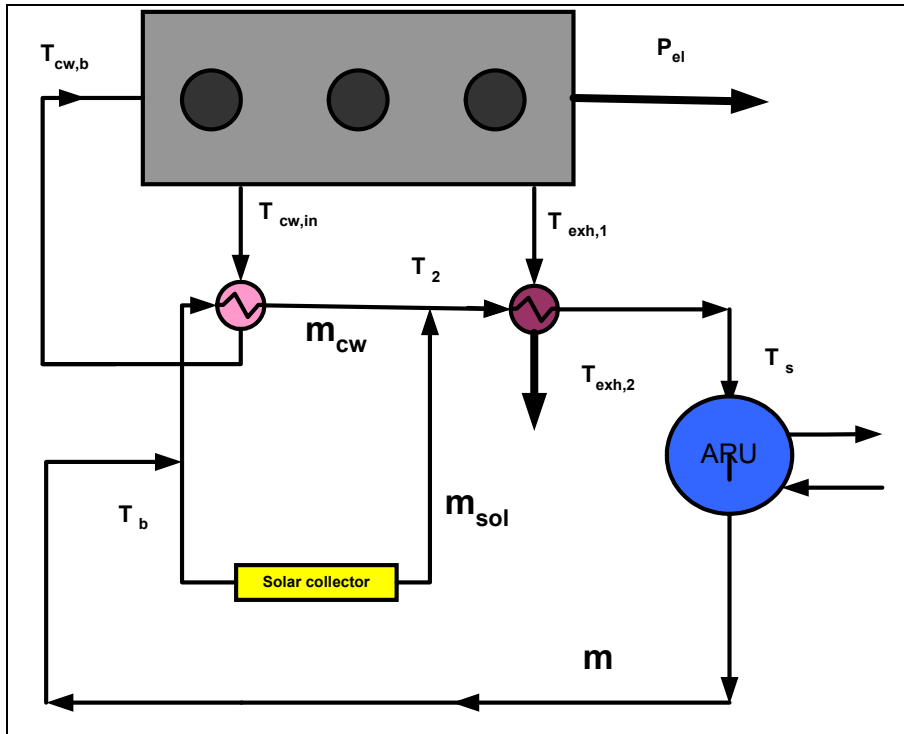 T cw,b
P el
T cw,in
T exh,1
T 2
m cw
T s
T exh,2
ARU
T b
m sol
Solar collector
m